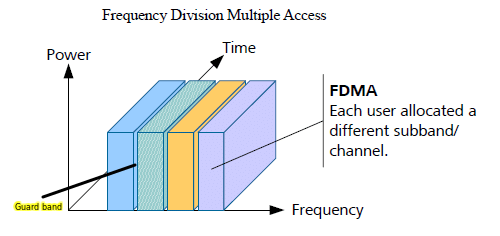 Frequency Division Multiple Access
Power
Time
FDMA
Each user allocated a
different subband/
channel.
Guard band
Frequency